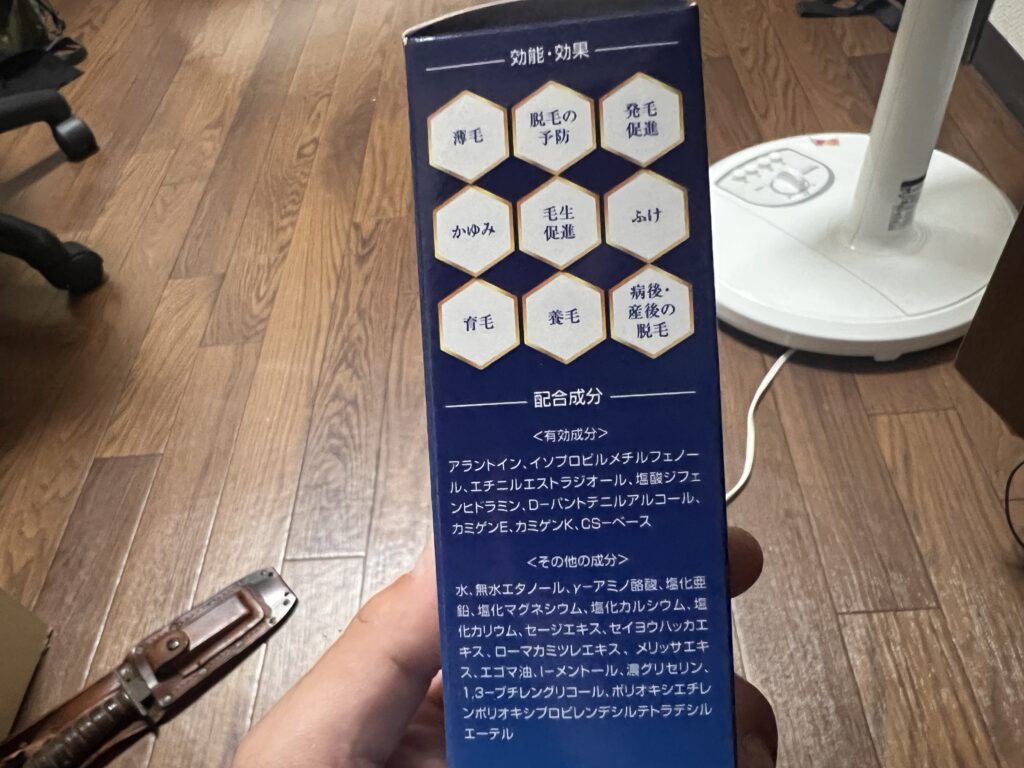 効能・効果
薄毛
脱毛の
予防
発毛
促進
かゆみ
毛生
促進
ふけ
育毛
養毛
病後・
産後の
脱毛
配合成分
<有効成分>
アラントイン、イソプロピルメチルフェノー
ル、エチニルエストラジオール、塩酸ジフェ
ンヒドラミン、D-パントテニルアルコール、
カミゲンE、カミゲンK、CS-ベース
<その他の成分>
水、無水エタノール、γ-アミノ酪酸、塩化亜
鉛、塩化マグネシウム、塩化カルシウム、塩
化カリウム、セージエキス、セイヨウハッカエ
キス、ローマカミツレエキス、メリッサエキ
ス、エゴマ油、l-メントール、濃グリセリン、
1,3-ブチレングリコール、ポリオキシエチレ
ンポリオキシプロピレンデシルテトラデシル
エーテル